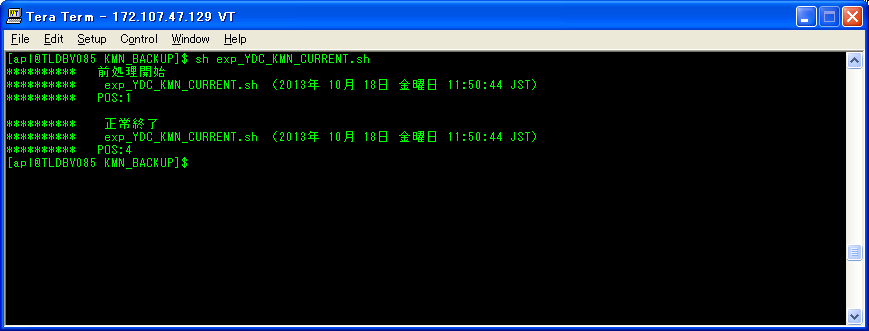 Tera Term - 172.107.47.129 VT
File Edit Setup Control Window Help
[apl@TLDBV085 KMN_BACKUP]$ sh exp_YDC_KMN_CURRENT.sh
********** 前処理開始
********** exp_YDC_KMN_CURRENT.sh （2013年 10月 18日 金曜日 11:50:44 JST）
********** POS:1
********** 正常終了
********** exp_YDC_KMN_CURRENT.sh （2013年 10月 18日 金曜日 11:50:44 JST）
********** POS:4
[apl@TLDBV085 KMN_BACKUP]$